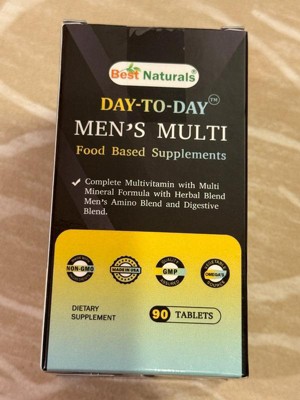 Best Naturals®
DAY-TO-DAY™
MEN'S MULTI
Food Based Supplements
✓ Complete Multivitamin with Multi
Mineral Formula with Herbal Blend
Men's Amino Blend and Digestive
Blend.
NON-GMO
MADE IN USA
GMP
OMEGA'S
DIETARY
SUPPLEMENT
90 TABLETS